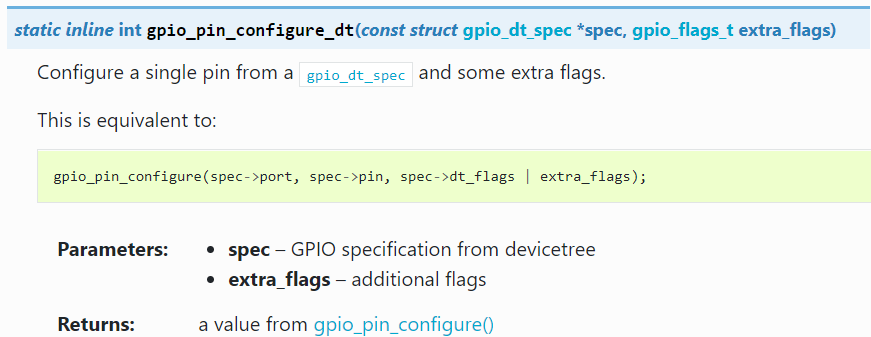 static inline int gpio_pin_configure_dt(const struct gpio_dt_spec *spec, gpio_flags_t extra_flags)
Configure a single pin from a gpio_dt_spec and some extra flags.
This is equivalent to:
gpio_pin_configure(spec->port, spec->pin, spec->dt_flags | extra_flags);
Parameters: • spec – GPIO specification from devicetree
• extra_flags – additional flags
Returns: a value from gpio_pin_configure()